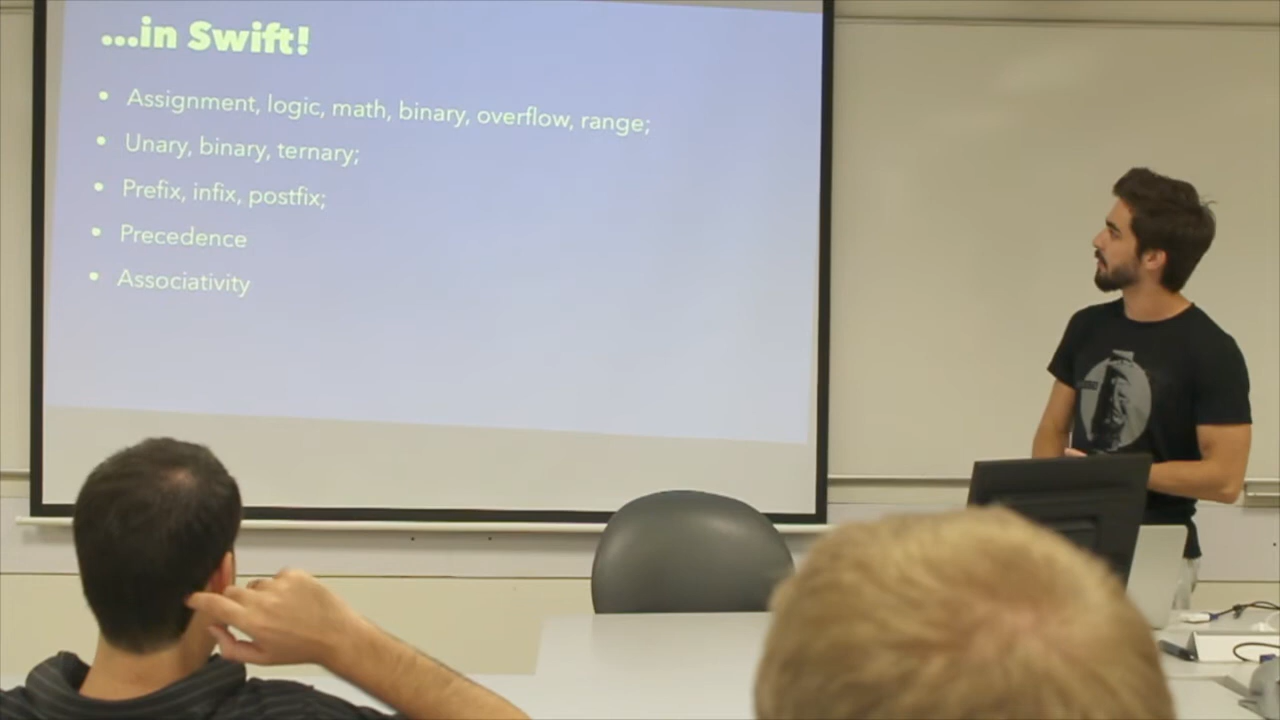 ...in Swift!
• Assignment, logic, math, binary, overflow, range;
• Unary, binary, ternary;
• Prefix, infix, postfix;
• Precedence
• Associativity